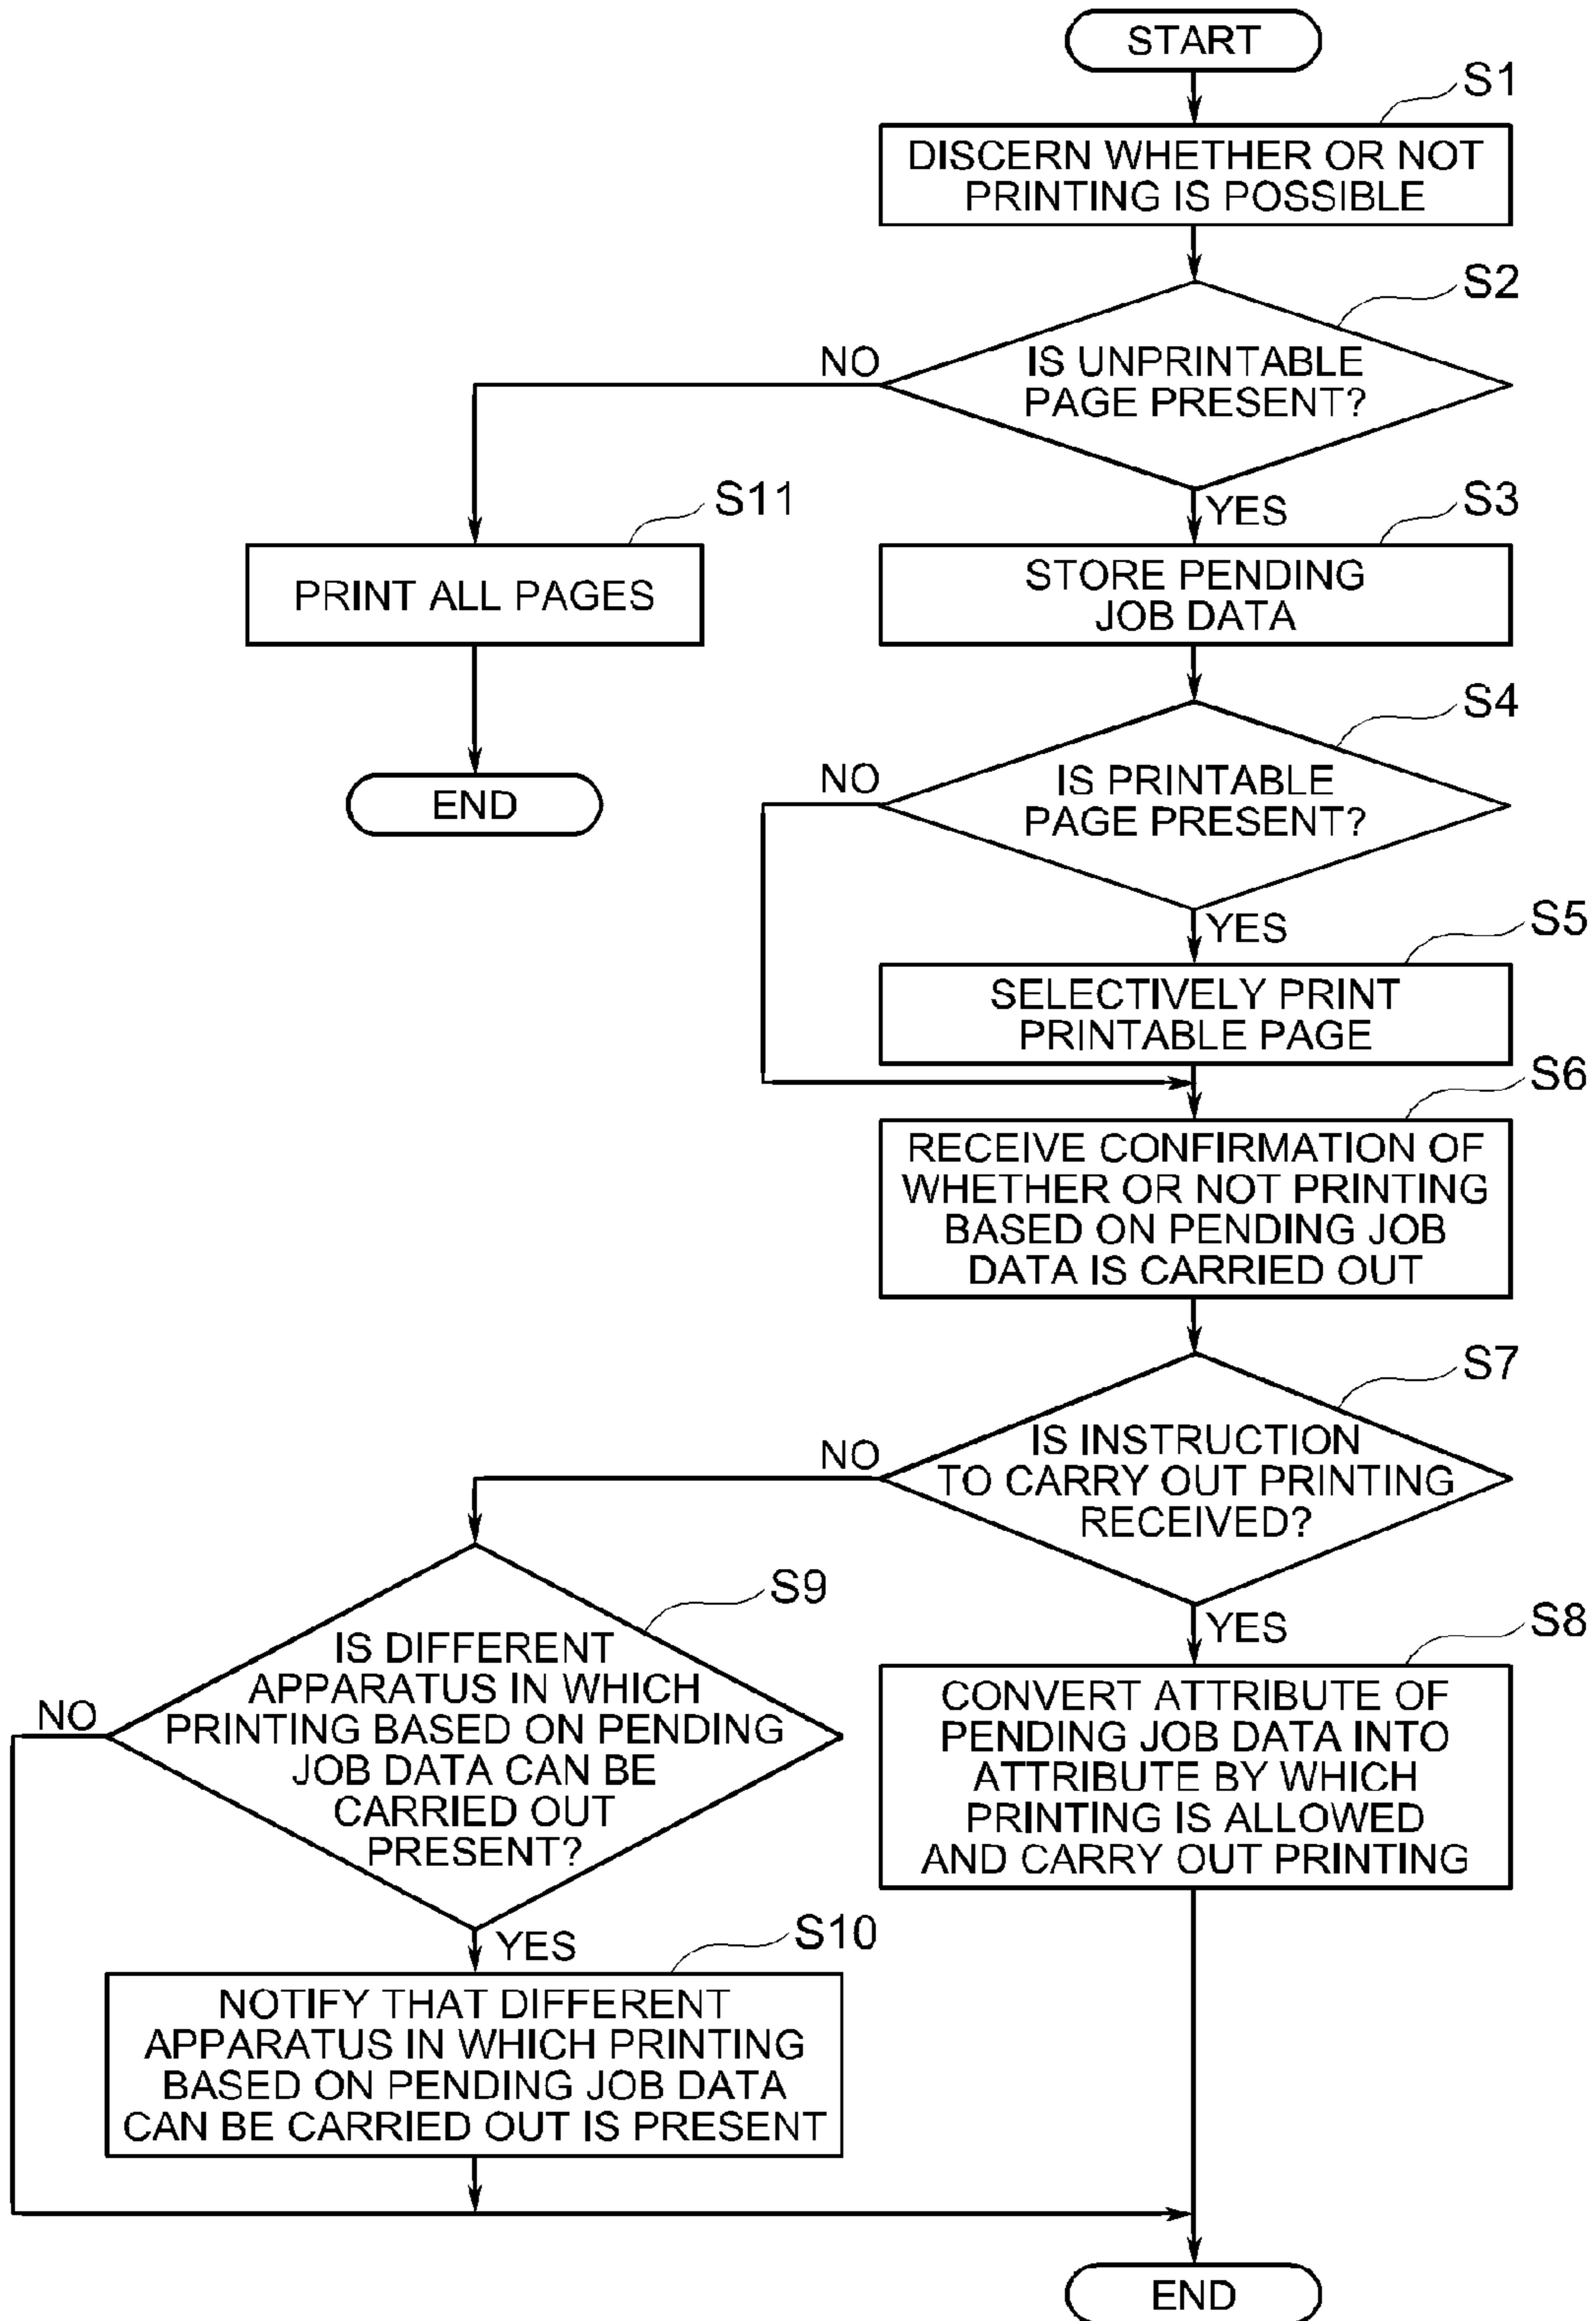 START
S1
DISCERN WHETHER OR NOT
PRINTING IS POSSIBLE
S2
NO
IS UNPRINTABLE
PAGE PRESENT?
YES
S11
PRINT ALL PAGES
END
S3
STORE PENDING
JOB DATA
S4
NO
IS PRINTABLE
PAGE PRESENT?
YES
S5
SELECTIVELY PRINT
PRINTABLE PAGE
S6
RECEIVE CONFIRMATION OF
WHETHER OR NOT PRINTING
BASED ON PENDING JOB
DATA IS CARRIED OUT
S7
NO
IS INSTRUCTION
TO CARRY OUT PRINTING
RECEIVED?
YES
S8
CONVERT ATTRIBUTE OF
PENDING JOB DATA INTO
ATTRIBUTE BY WHICH
PRINTING IS ALLOWED
AND CARRY OUT PRINTING
S9
NO
IS DIFFERENT
APPARATUS IN WHICH
PRINTING BASED ON PENDING
JOB DATA CAN BE
CARRIED OUT
PRESENT?
YES
S10
NOTIFY THAT DIFFERENT
APPARATUS IN WHICH PRINTING
BASED ON PENDING JOB DATA
CAN BE CARRIED OUT IS PRESENT
END